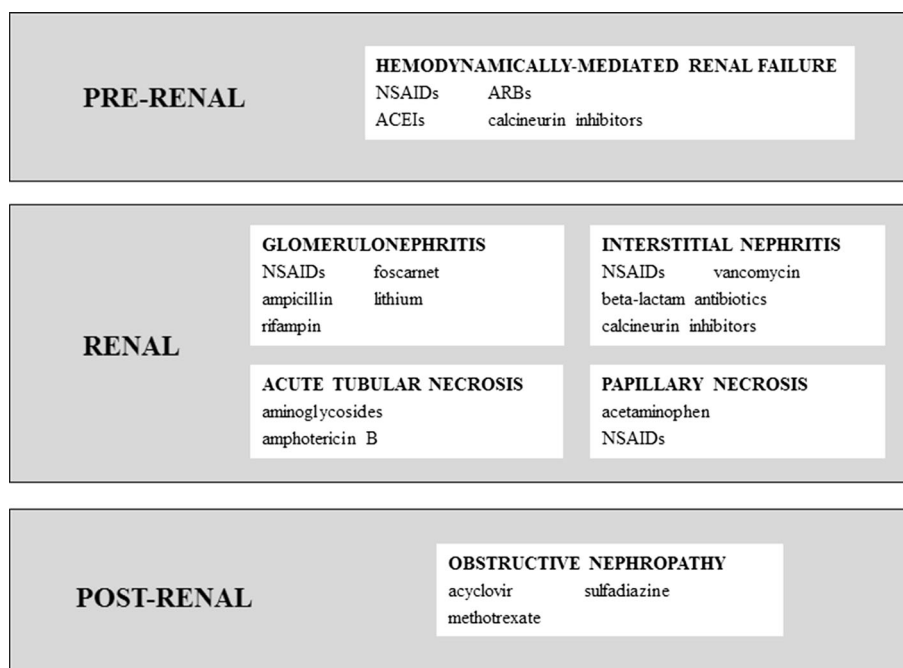 PRE-RENAL
HEMODYNAMICALLY-MEDIATED RENAL FAILURE
NSAIDs ARBs
ACEIs calcineurin inhibitors
RENAL
GLOMERULONEPHRITIS
NSAIDs foscarnet
ampicillin lithium
rifampin
INTERSTITIAL NEPHRITIS
NSAIDs vancomycin
beta-lactam antibiotics
calcineurin inhibitors
ACUTE TUBULAR NECROSIS
aminoglycosides
amphotericin B
PAPILLARY NECROSIS
acetaminophen
NSAIDs
POST-RENAL
OBSTRUCTIVE NEPHROPATHY
acyclovir sulfadiazine
methotrexate